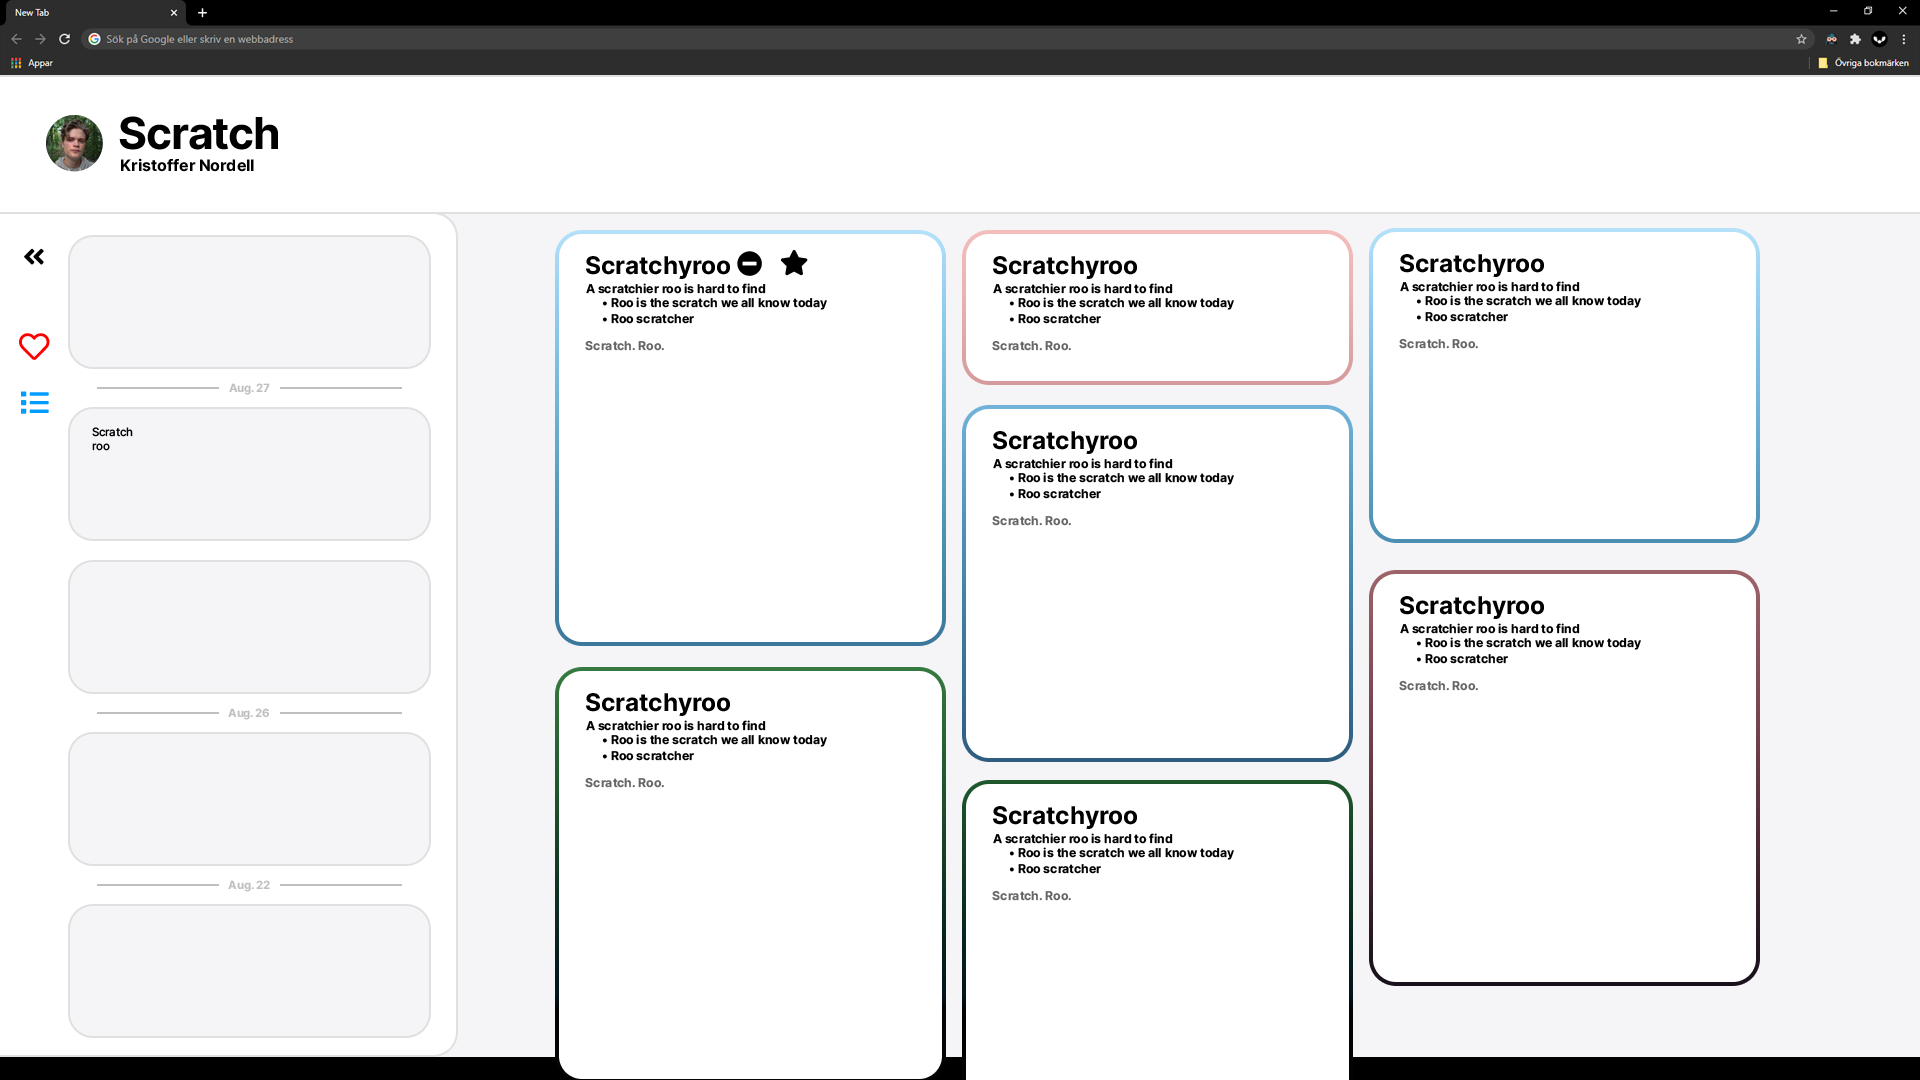 New Tab
Sök på Google eller skriv en webbadress
Appar
Övriga bokmärken
Scratch
Kristoffer Nordell
Aug. 27
Scratch
roo
Aug. 26
Aug. 22
Scratchyroo
A scratchier roo is hard to find
• Roo is the scratch we all know today
• Roo scratcher
Scratch. Roo.
Scratchyroo
A scratchier roo is hard to find
• Roo is the scratch we all know today
• Roo scratcher
Scratch. Roo.
Scratchyroo
A scratchier roo is hard to find
• Roo is the scratch we all know today
• Roo scratcher
Scratch. Roo.
Scratchyroo
A scratchier roo is hard to find
• Roo is the scratch we all know today
• Roo scratcher
Scratch. Roo.
Scratchyroo
A scratchier roo is hard to find
• Roo is the scratch we all know today
• Roo scratcher
Scratch. Roo.
Scratchyroo
A scratchier roo is hard to find
• Roo is the scratch we all know today
• Roo scratcher
Scratch. Roo.
Scratchyroo
A scratchier roo is hard to find
• Roo is the scratch we all know today
• Roo scratcher
Scratch. Roo.